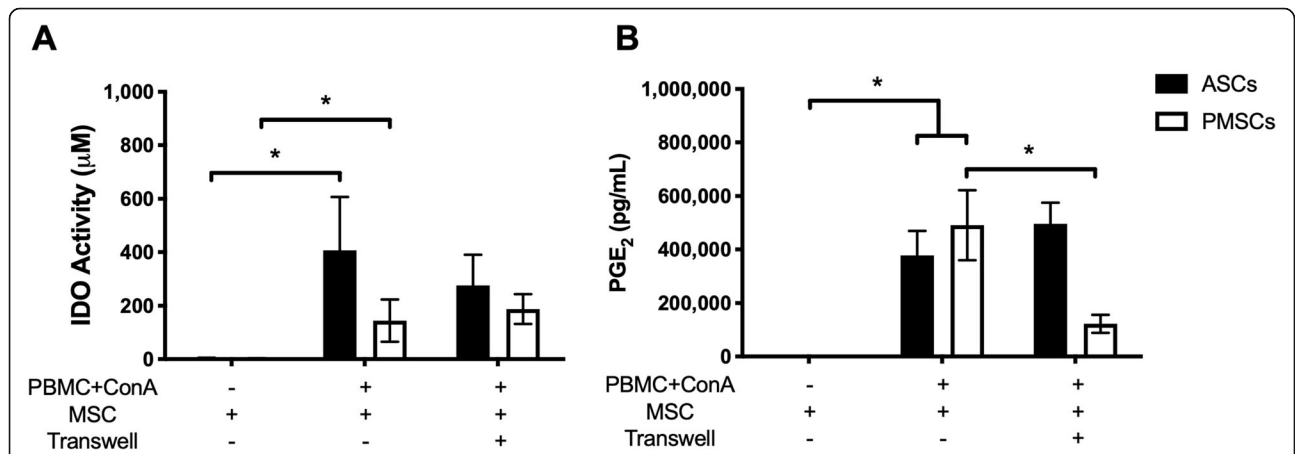 A
IDO Activity (μM)
1,000
800
600
400
200
0
*
*
PBMC+ConA - + +
MSC + + +
Transwell - - +
B
PGE₂ (pg/mL)
1,000,000
800,000
600,000
400,000
200,000
0
*
*
PBMC+ConA - + +
MSC + + +
Transwell - - +
ASCs
PMSCs